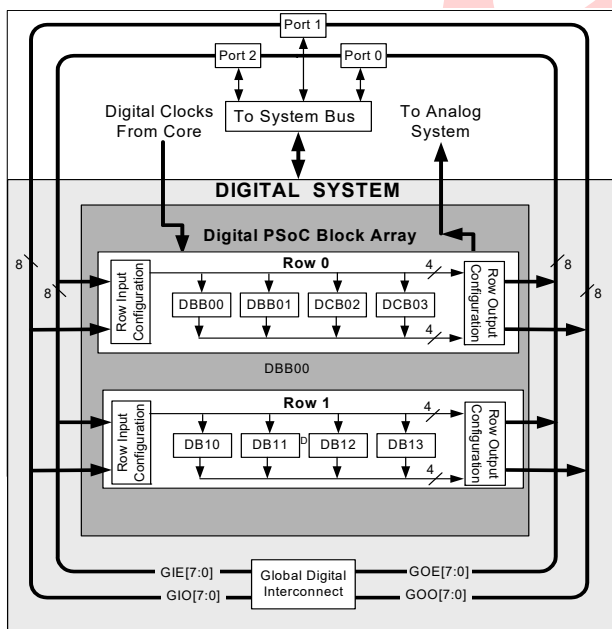 Port 1
Port 2
Port 0
Digital Clocks
From Core
To System Bus
To Analog
System
DIGITAL SYSTEM
Digital PSoC Block Array
8
8
8
8
Row 0
4
Row Input
Configuration
DBB00
DBB01
DCB02
DCB03
4
Row Output
Configuration
DBB00
Row 1
4
Row Input
Configuration
DB10
DB11
D
DB12
DB13
4
Row Output
Configuration
GIE[7:0]
GIO[7:0]
Global Digital
Interconnect
GOE[7:0]
GOO[7:0]